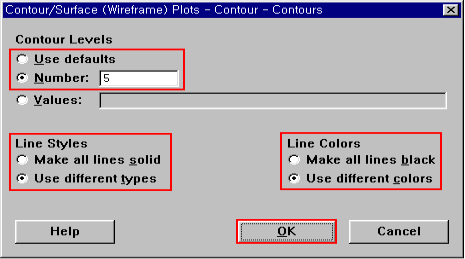 Contour/Surface (Wireframe) Plots - Contour - Contours
Contour Levels
Use defaults
Number: 5
Values:
Line Styles
Make all lines solid
Use different types
Line Colors
Make all lines black
Use different colors
Help
OK
Cancel